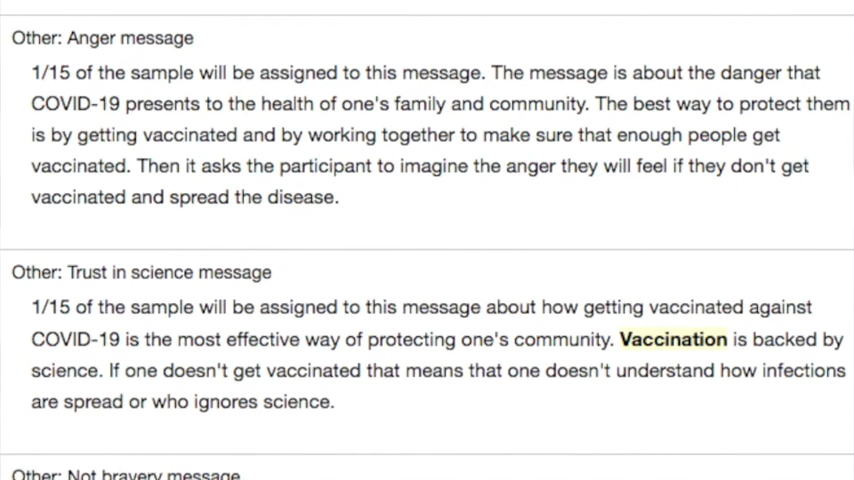 Other: Anger message
1/15 of the sample will be assigned to this message. The message is about the danger that
COVID-19 presents to the health of one's family and community. The best way to protect them
is by getting vaccinated and by working together to make sure that enough people get
vaccinated. Then it asks the participant to imagine the anger they will feel if they don't get
vaccinated and spread the disease.
Other: Trust in science message
1/15 of the sample will be assigned to this message about how getting vaccinated against
COVID-19 is the most effective way of protecting one's community. Vaccination is backed by
science. If one doesn't get vaccinated that means that one doesn't understand how infections
are spread or who ignores science.
Other: Not bravery message